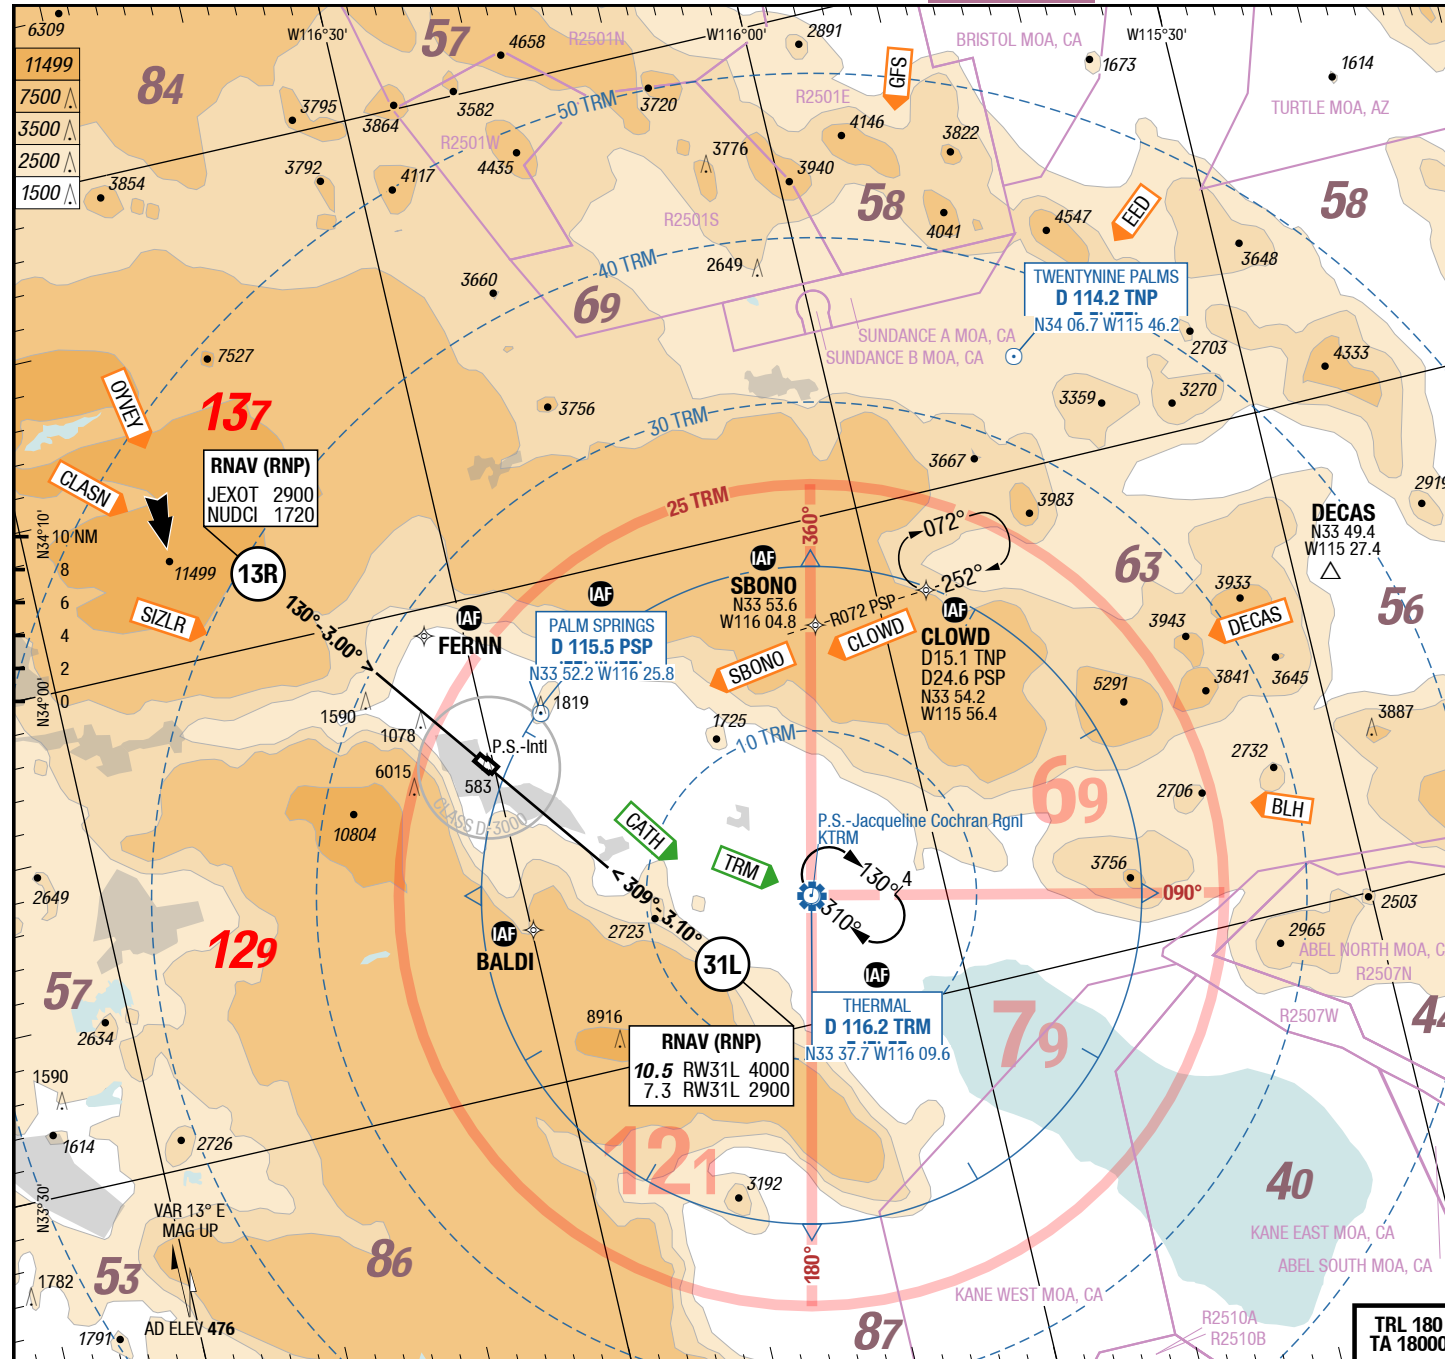 6309
W116°30'
57
4658
R2501N
W116°00'
2891
BRISTOL MOA, CA
W115°30'
1673
1614
11499
7500
3500
2500
1500
84
3795
3864
3582
50 TRM
3720
R2501E
GFS
TURTLE MOA, AZ
R2501W
4435
3776
4146
3822
3940
3854
3792
4117
R2501S
58
4041
4547
EED
58
3648
3660
40 TRM
2649
69
TWENTYNINE PALMS
D 114.2 TNP
N34 06.7 W115 46.2
SUNDANCE A MOA, CA
SUNDANCE B MOA, CA
2703
4333
7527
OYVEY
137
3756
30 TRM
3359
3270
RNAV (RNP)
JEXOT 2900
NUDCI 1720
CLASN
3667
25 TRM
360°
3983
2919
DECAS
N33 49.4
W115 27.4
N34°10'
10 NM
8
6
4
2
0
N34°00'
11499
13R
SIZLR
130°-3.00° >
IAF
FERNN
IAF
PALM SPRINGS
D 115.5 PSP
N33 52.2 W116 25.8
IAF
SBONO
N33 53.6
W116 04.8
072°
252°
R072 PSP
SBONO
CLOWD
IAF
CLOWD
D15.1 TNP
D24.6 PSP
N33 54.2
W115 56.4
63
3933
3943
DECAS
56
3841
3645
5291
3887
1590
1078
1819
1725
10 TRM
P.S.-Intl
583
6015
CLASS D-3000
10804
69
2732
2706
BLH
CATH
TRM
P.S.-Jacqueline Cochran Rgnl
KTRM
130°
4
310°
3756
090°
2503
2649
129
< 309°-3.10°
2723
IAF
BALDI
31L
2965
ABEL NORTH MOA, C
R2507N
57
2634
IAF
THERMAL
D 116.2 TRM
N33 37.7 W116 09.6
79
R2507W
44
8916
RNAV (RNP)
10.5 RW31L 4000
7.3 RW31L 2900
1590
1614
2726
121
3192
40
N33°30'
VAR 13° E
MAG UP
86
180°
KANE EAST MOA, CA
ABEL SOUTH MOA, CA
53
1782
KANE WEST MOA, CA
1791
AD ELEV 476
87
R2510A
R2510B
TRL 180
TA 18000